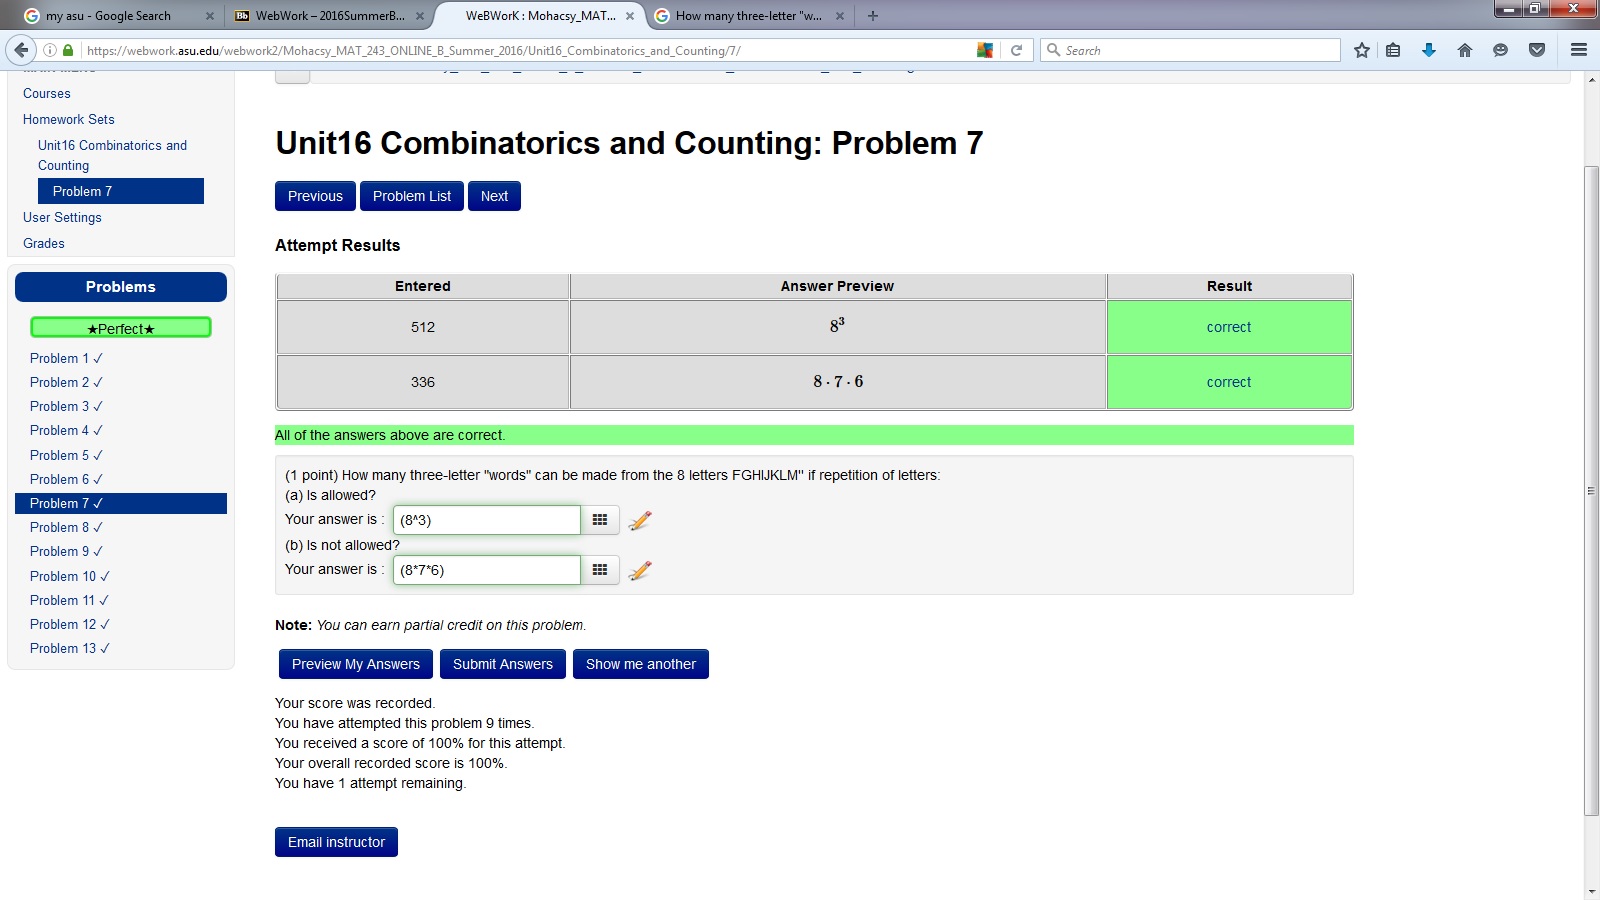 my asu - Google Search
WebWork – 2016SummerB...
WeBWorK : Mohacsy_MAT...
How many three-letter "w...
https://webwork.asu.edu/webwork2/Mohacsy_MAT_243_ONLINE_B_Summer_2016/Unit16_Combinatorics_and_Counting/7/
Search
Courses
Homework Sets
Unit16 Combinatorics and
Counting
Problem 7
User Settings
Grades
Problems
★Perfect★
Problem 1 ✓
Problem 2 ✓
Problem 3 ✓
Problem 4 ✓
Problem 5 ✓
Problem 6 ✓
Problem 7 ✓
Problem 8 ✓
Problem 9 ✓
Problem 10 ✓
Problem 11 ✓
Problem 12 ✓
Problem 13 ✓
Unit16 Combinatorics and Counting: Problem 7
Previous Problem List Next
Attempt Results
Entered Answer Preview Result
512 8³ correct
336 8 · 7 · 6 correct
All of the answers above are correct.
(1 point) How many three-letter "words" can be made from the 8 letters FGHIJKLM" if repetition of letters:
(a) Is allowed?
Your answer is : (8^3)
(b) Is not allowed?
Your answer is : (8*7*6)
Note: You can earn partial credit on this problem.
Preview My Answers Submit Answers Show me another
Your score was recorded.
You have attempted this problem 9 times.
You received a score of 100% for this attempt.
Your overall recorded score is 100%.
You have 1 attempt remaining.
Email instructor